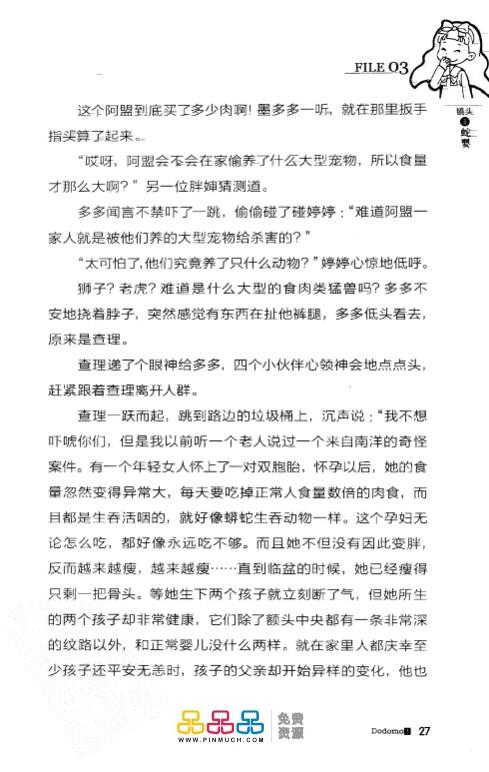 FILE 03
镜头
1
蛇
婴
这个阿盟到底买了多少肉啊！墨多多一听，就在那里扳手
指头算了起来。
“哎呀，阿盟会不会在家偷养了什么大型宠物，所以食量
才那么大啊？”另一位胖婶猜测道。
多多闻言不禁吓了一跳，偷偷碰了碰婷婷：“难道阿盟一
家人就是被他们养的大型宠物给杀害的？”
“太可怕了，他们究竟养了只什么动物？”婷婷心惊地低呼。
狮子？老虎？难道是什么大型的食肉类猛兽吗？多多不
安地挠着脖子，突然感觉有东西在扯他裤腿，多多低头看去，
原来是查理。
查理递了个眼神给多多，四个小伙伴心领神会地点点头，
赶紧跟着查理离开人群。
查理一跃而起，跳到路边的垃圾桶上，沉声说：“我不想
吓唬你们，但是我以前听一个老人说过一个来自南洋的奇怪
案件。有一个年轻女人怀上了一对双胞胎，怀孕以后，她的食
量忽然变得异常大，每天要吃掉正常人食量数倍的肉食，而
且都是生吞活咽的，就好像蟒蛇生吞动物一样。这个孕妇无
论怎么吃，都好像永远吃不够。而且她不但没有因此变胖，
反而越来越瘦，越来越瘦……直到临盆的时候，她已经瘦得
只剩一把骨头。等她生下两个孩子就立刻断了气，但她所生
的两个孩子却非常健康，它们除了额头中央都有一条非常深
的纹路以外，和正常婴儿没什么两样。就在家里人都庆幸至
少孩子还平安无恙时，孩子的父亲却开始异样的变化，他也
品品品 免费
资源
WWW.PINMUCH.COM
Dodomo 27